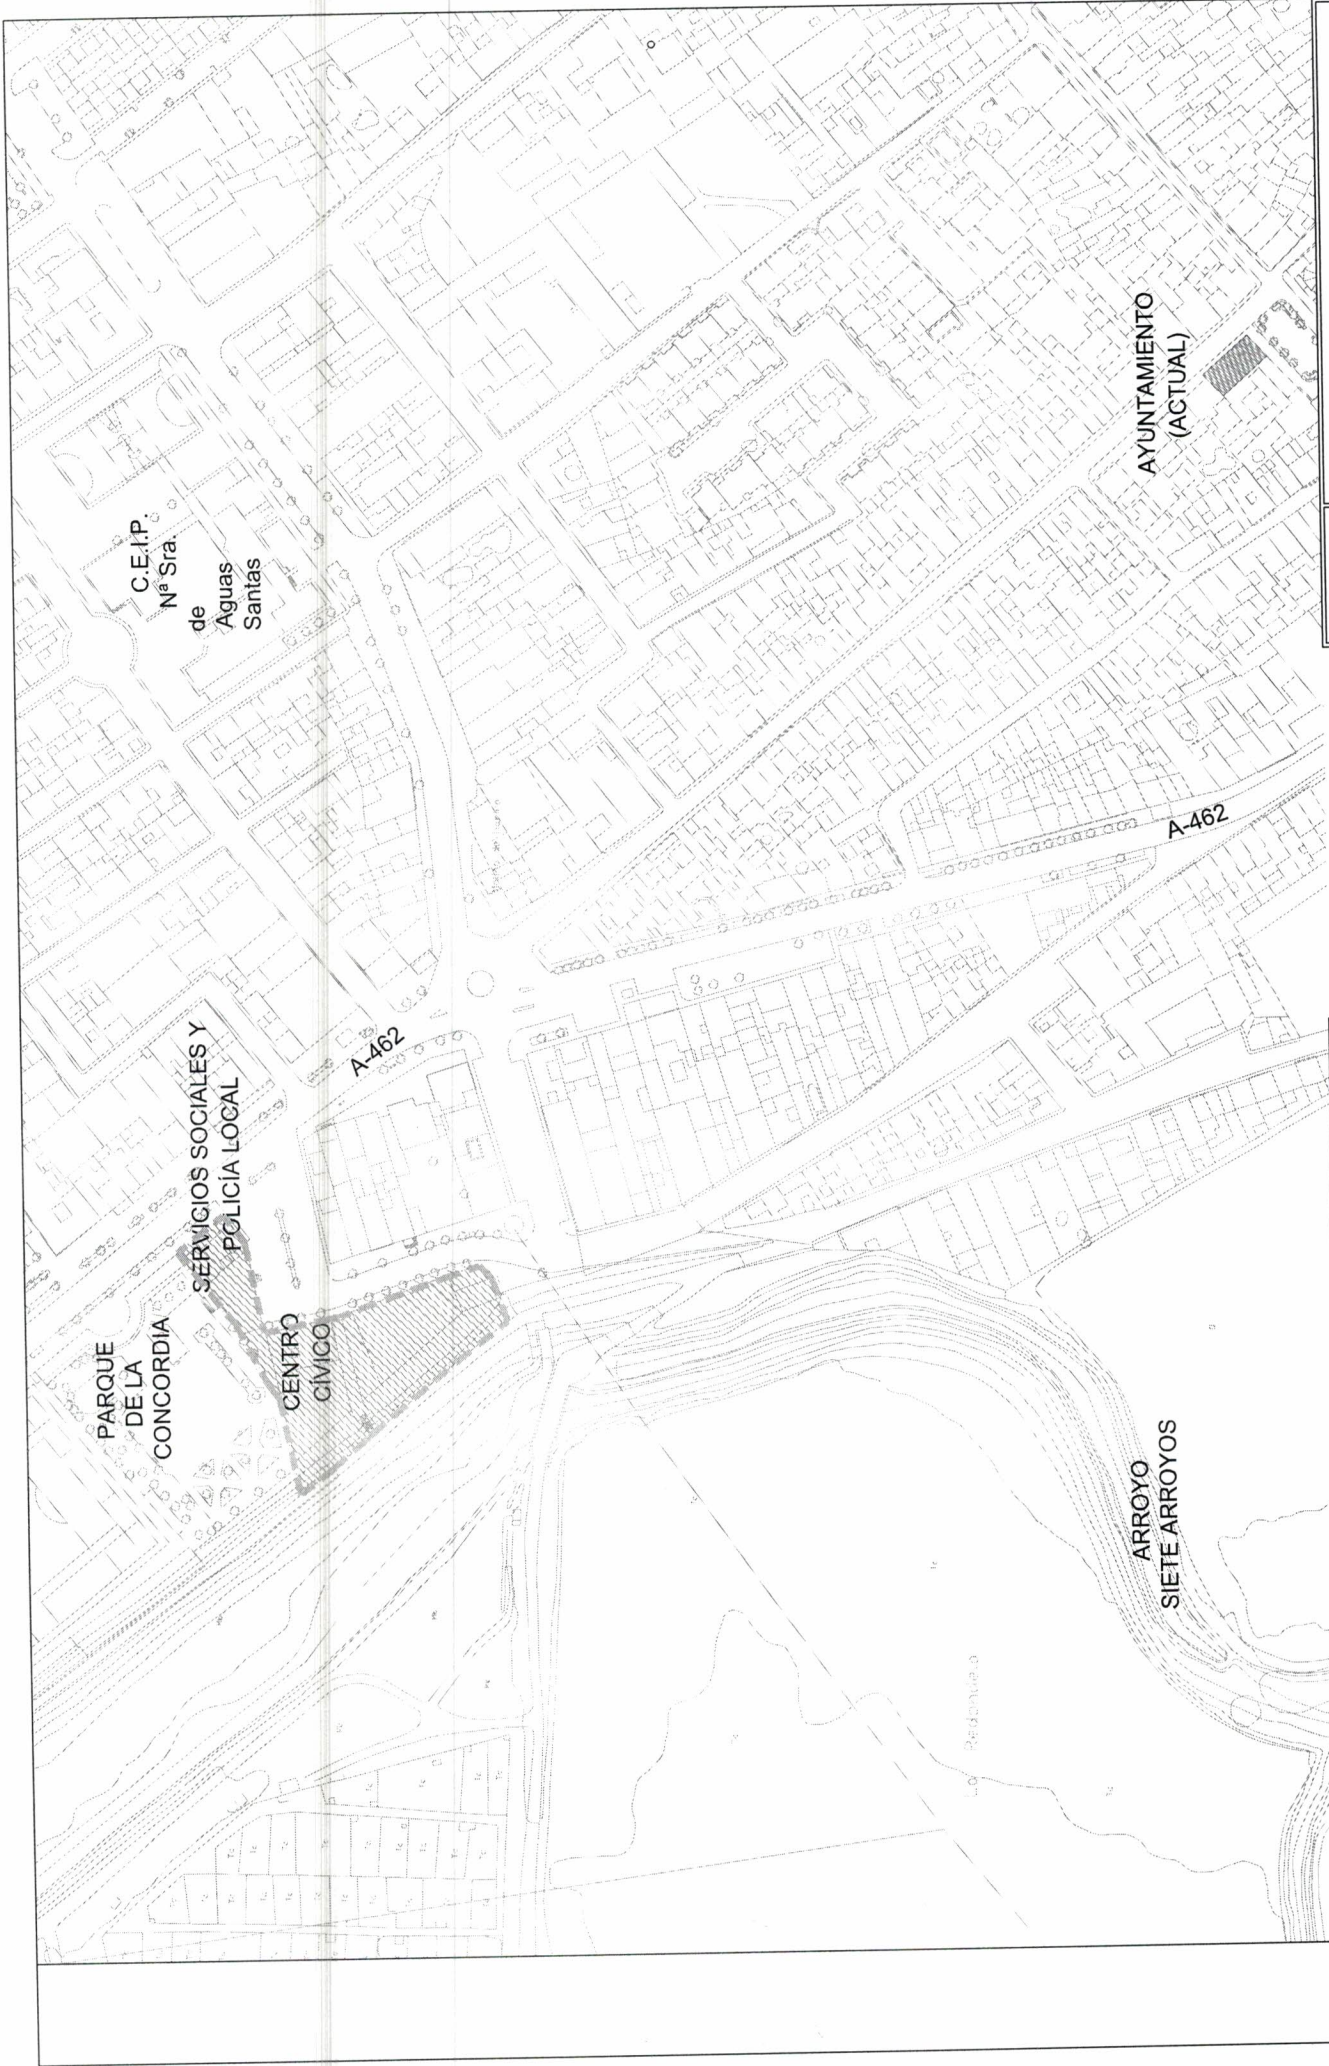 PARQUE
DE LA
CONCORDIA
SERVICIOS SOCIALES Y
POLICÍA LOCAL
CENTRO
CÍVICO
C.E.I.P.
Nª Sra.
de
Aguas
Santas
A-462
A-462
AYUNTAMIENTO
(ACTUAL)
ARROYO
SIETE ARROYOS